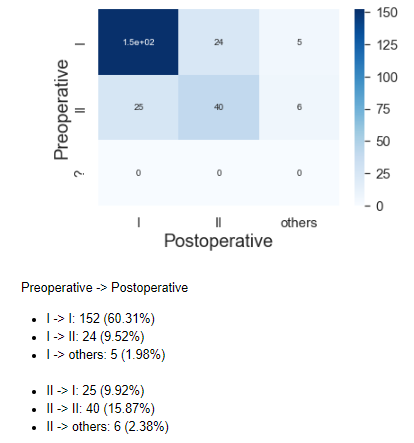 150
I 1.5e+02 24 5
125
100
Preoperative
II 25 40 6
75
50
? 0 0 0
25
0
I II others
Postoperative
Preoperative -> Postoperative
• I -> I: 152 (60.31%)
• I -> II: 24 (9.52%)
• I -> others: 5 (1.98%)
• II -> I: 25 (9.92%)
• II -> II: 40 (15.87%)
• II -> others: 6 (2.38%)